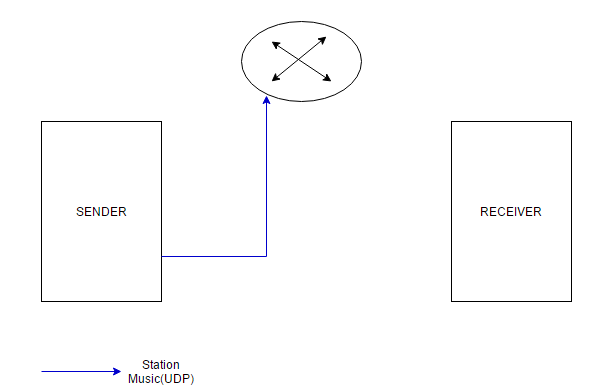 SENDER
RECEIVER
Station
Music(UDP)